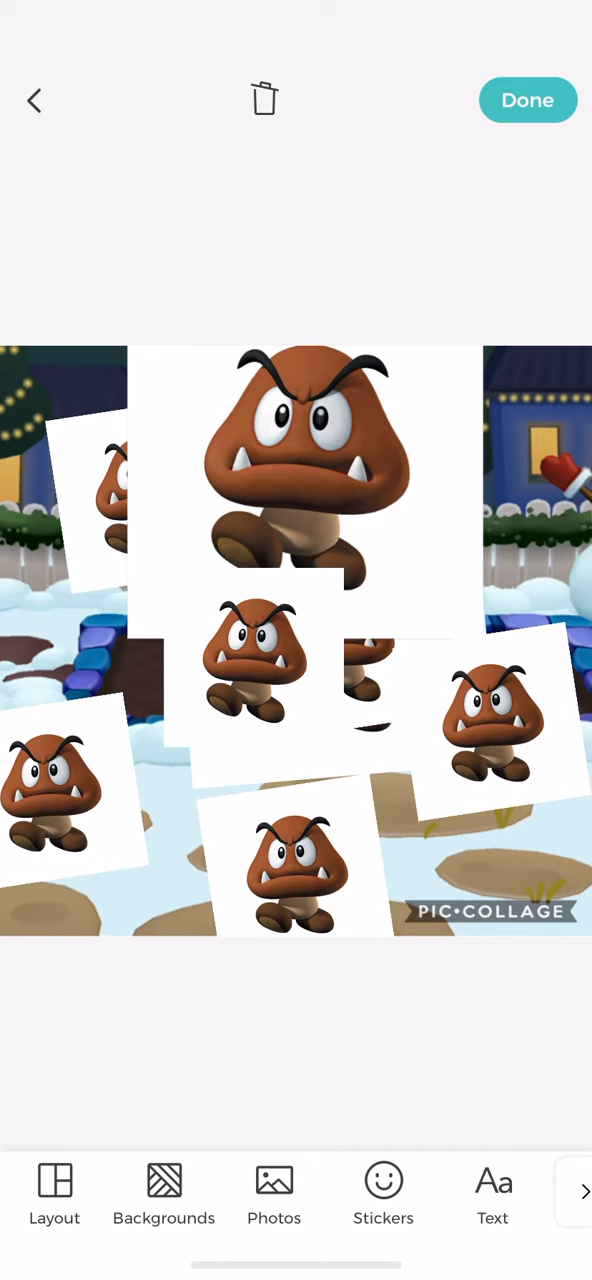 Done
PIC•COLLAGE
Layout
Backgrounds
Photos
Stickers
Aa
Text